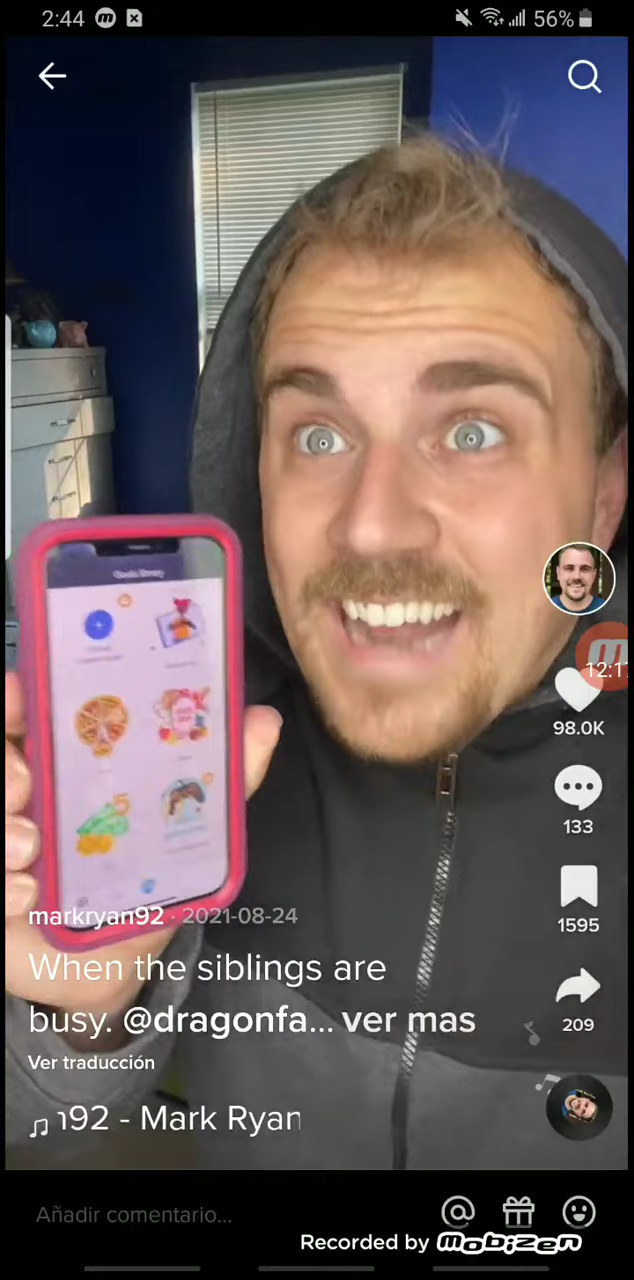 2:44
56%
12:1
98.0K
133
1595
209
markryan92 · 2021-08-24
When the siblings are
busy. @dragonfa... ver mas
Ver traducción
92 - Mark Ryan
Añadir comentario...
Recorded by mobizen